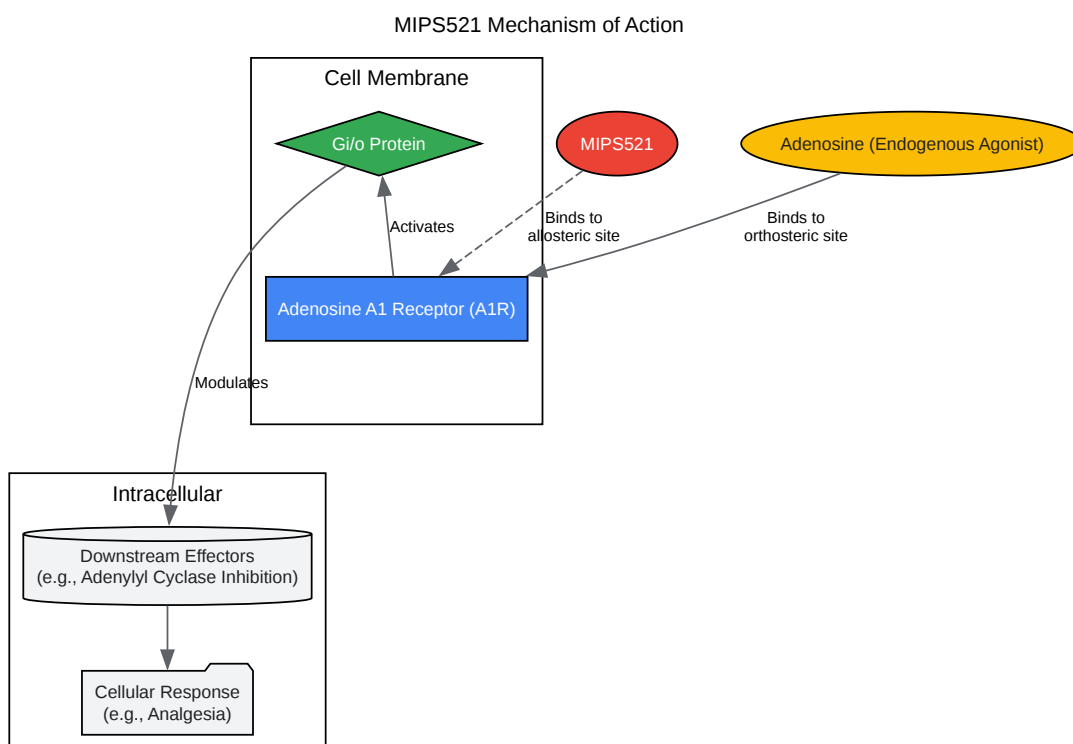 MIPS521 Mechanism of Action
Cell Membrane
Gi/o Protein
MIPS521
Adenosine (Endogenous Agonist)
Activates
Binds to
allosteric site
Binds to
orthosteric site
Adenosine A1 Receptor (A1R)
Modulates
Intracellular
Downstream Effectors
(e.g., Adenylyl Cyclase Inhibition)
Cellular Response
(e.g., Analgesia)